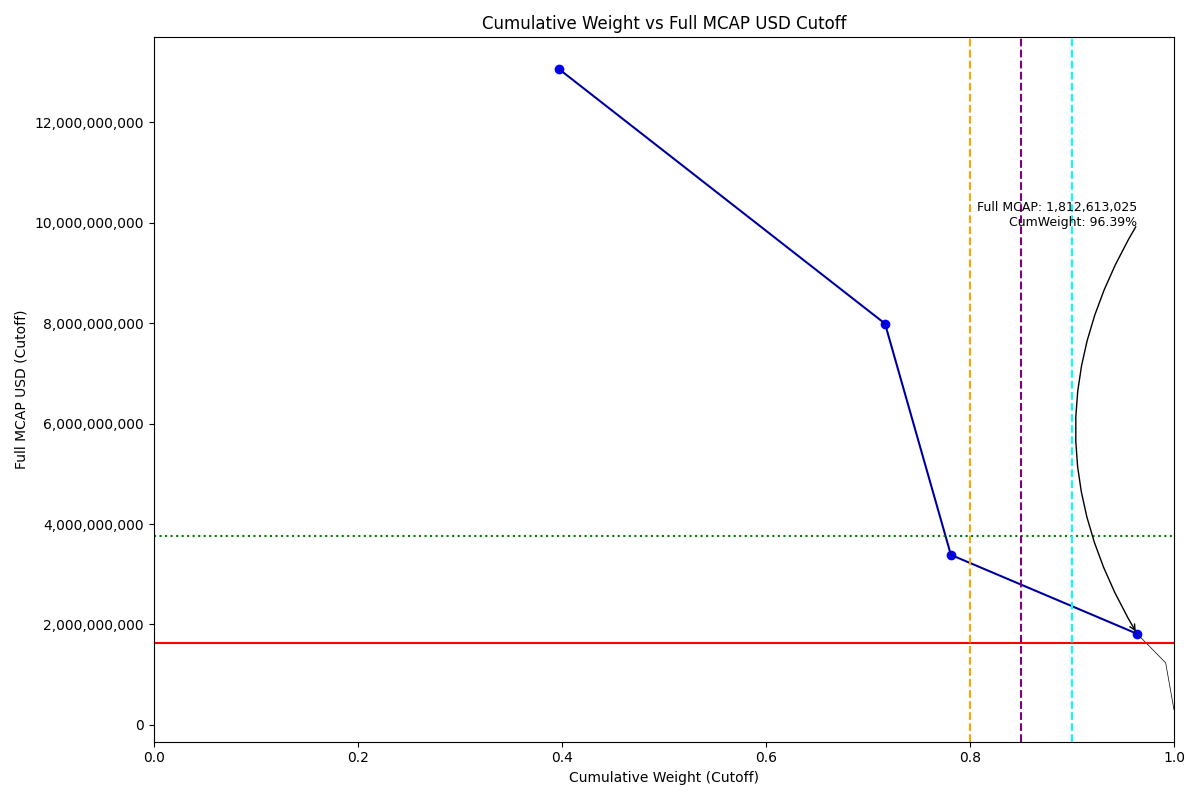 Cumulative Weight vs Full MCAP USD Cutoff
Full MCAP USD (Cutoff)
12,000,000,000
10,000,000,000
8,000,000,000
6,000,000,000
4,000,000,000
2,000,000,000
0
Full MCAP: 1,812,613,025
CumWeight: 96.39%
0.0
0.2
0.4
0.6
0.8
1.0
Cumulative Weight (Cutoff)